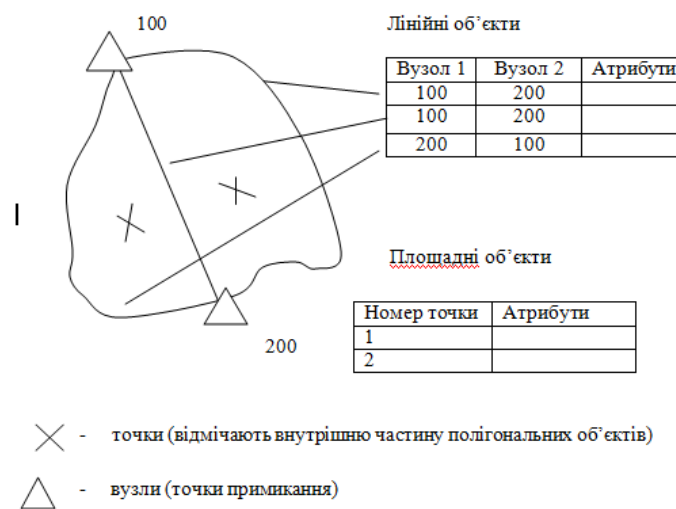 100
Лінійні об’єкти
Вузол 1 Вузол 2 Атрибути
100 200
100 200
200 100
Площадні об’єкти
Номер точки Атрибути
1
2
200
- точки (відмічають внутрішню частину полігональних об’єктів)
- вузли (точки примикання)